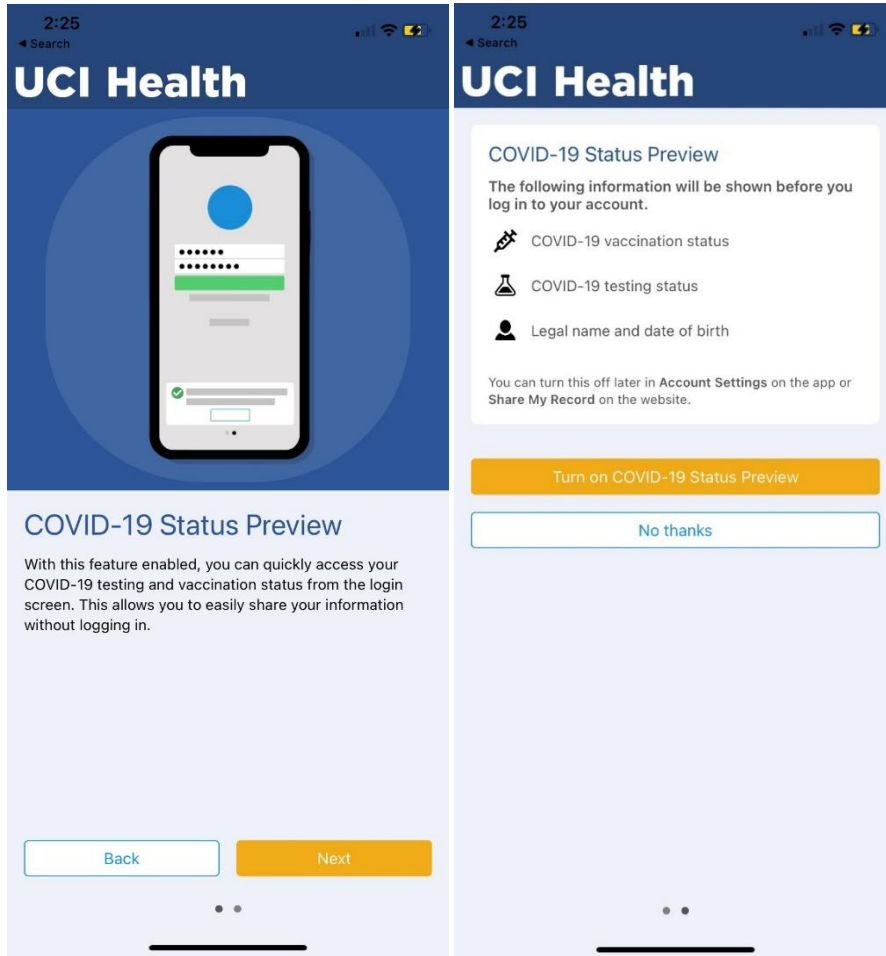 2:25
◀ Search
UCI Health
COVID-19 Status Preview
With this feature enabled, you can quickly access your
COVID-19 testing and vaccination status from the login
screen. This allows you to easily share your information
without logging in.
Back
Next
2:25
◀ Search
UCI Health
COVID-19 Status Preview
The following information will be shown before you
log in to your account.
COVID-19 vaccination status
COVID-19 testing status
Legal name and date of birth
You can turn this off later in Account Settings on the app or
Share My Record on the website.
Turn on COVID-19 Status Preview
No thanks